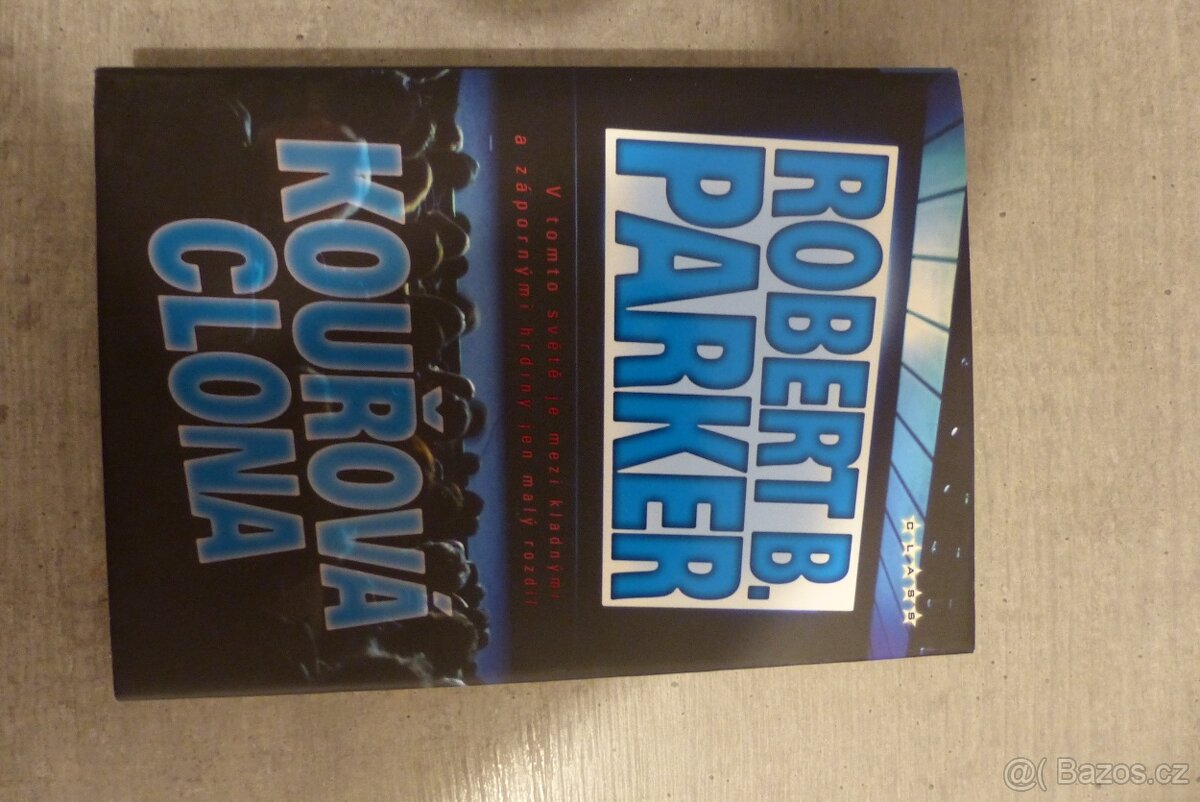 CLASS
ROBERT B.
PARKER
V tomto světě je mezi kladnými
a zápornými hrdiny jen malý rozdíl
KOUŘOVÁ
CLONA
@( Bazos.cz